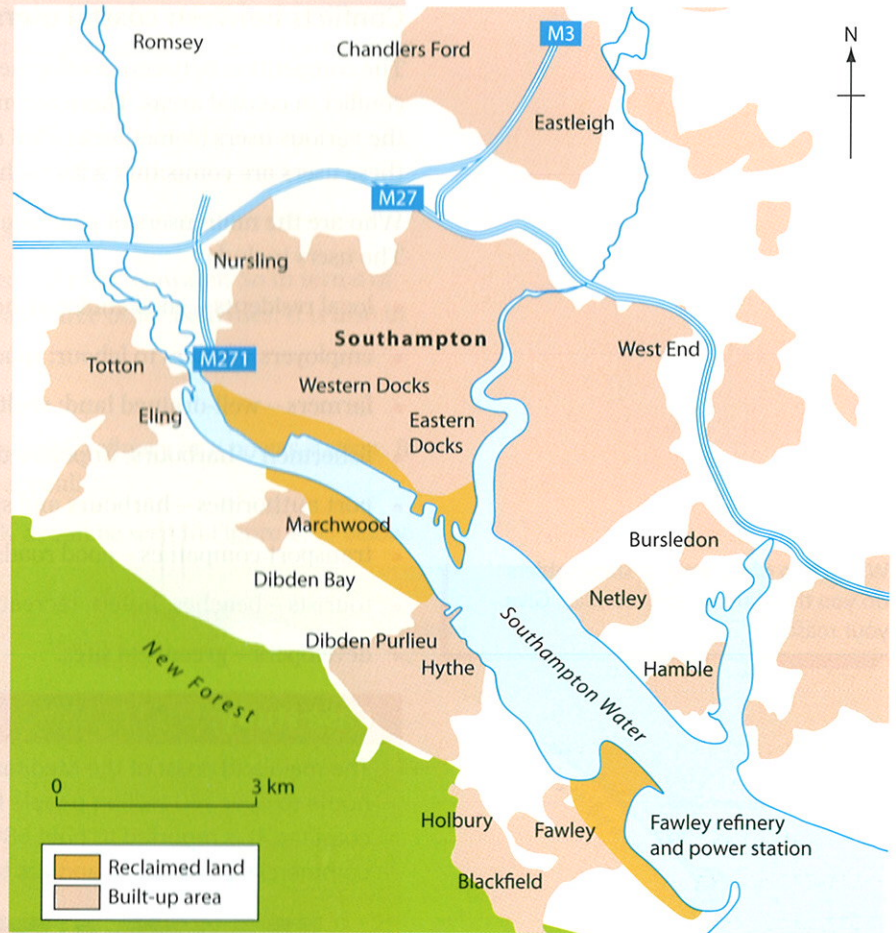 Romsey
Chandlers Ford
M3
N
Eastleigh
M27
Nursling
Southampton
West End
M271
Totton
Western Docks
Eling
Eastern
Docks
Marchwood
Bursledon
Dibden Bay
Netley
Dibden Purlieu
Southampton Water
Hythe
Hamble
New Forest
0 3 km
Holbury
Fawley
Fawley refinery
and power station
Blackfield
Reclaimed land
Built-up area